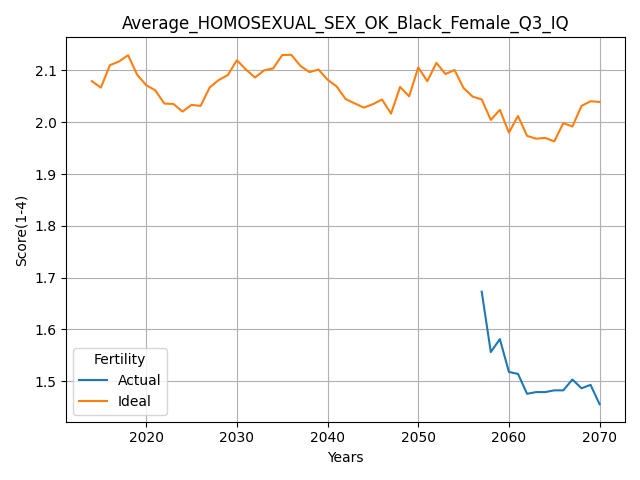 Average_HOMOSEXUAL_SEX_OK_Black_Female_Q3_IQ
Score(1-4)
2.1
2.0
1.9
1.8
1.7
1.6
1.5
Fertility
Actual
Ideal
2020 2030 2040 2050 2060 2070
Years